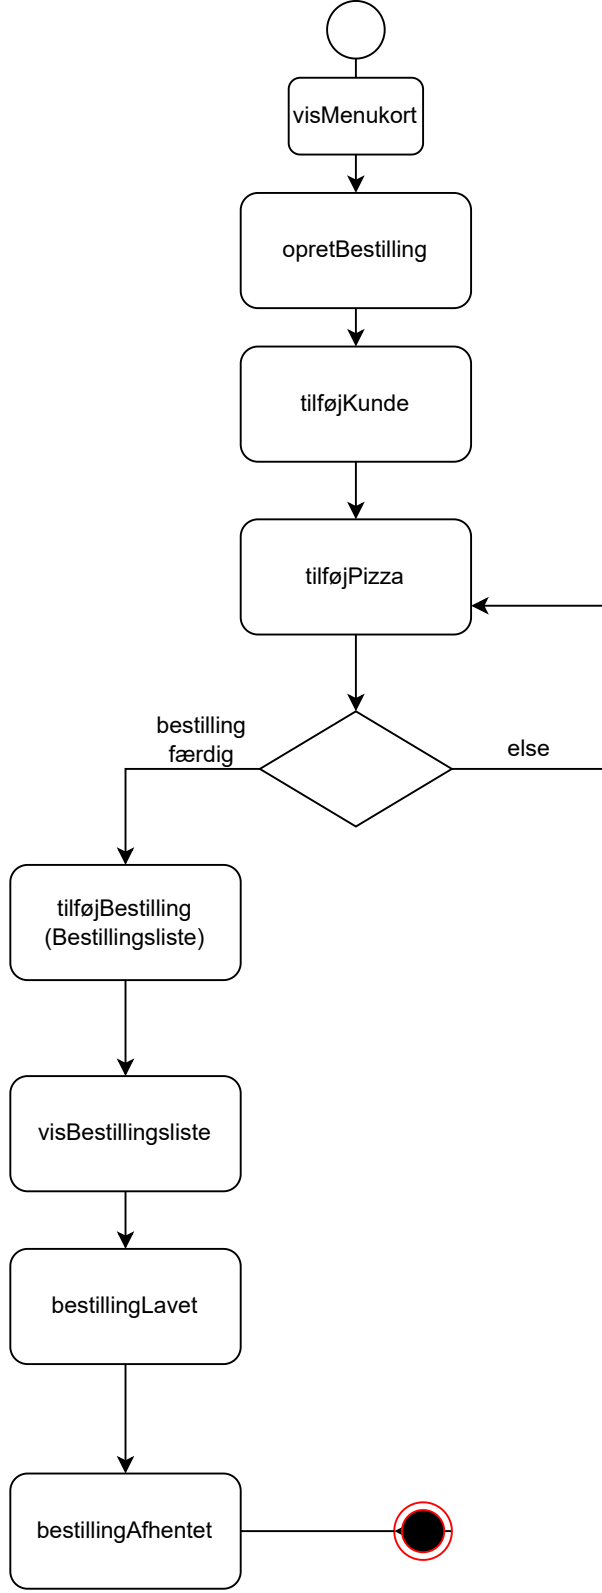 visMenukort
opretBestilling
tilføjKunde
tilføjPizza
bestilling
færdig
else
tilføjBestilling
(Bestillingsliste)
visBestillingsliste
bestillingLavet
bestillingAfhentet